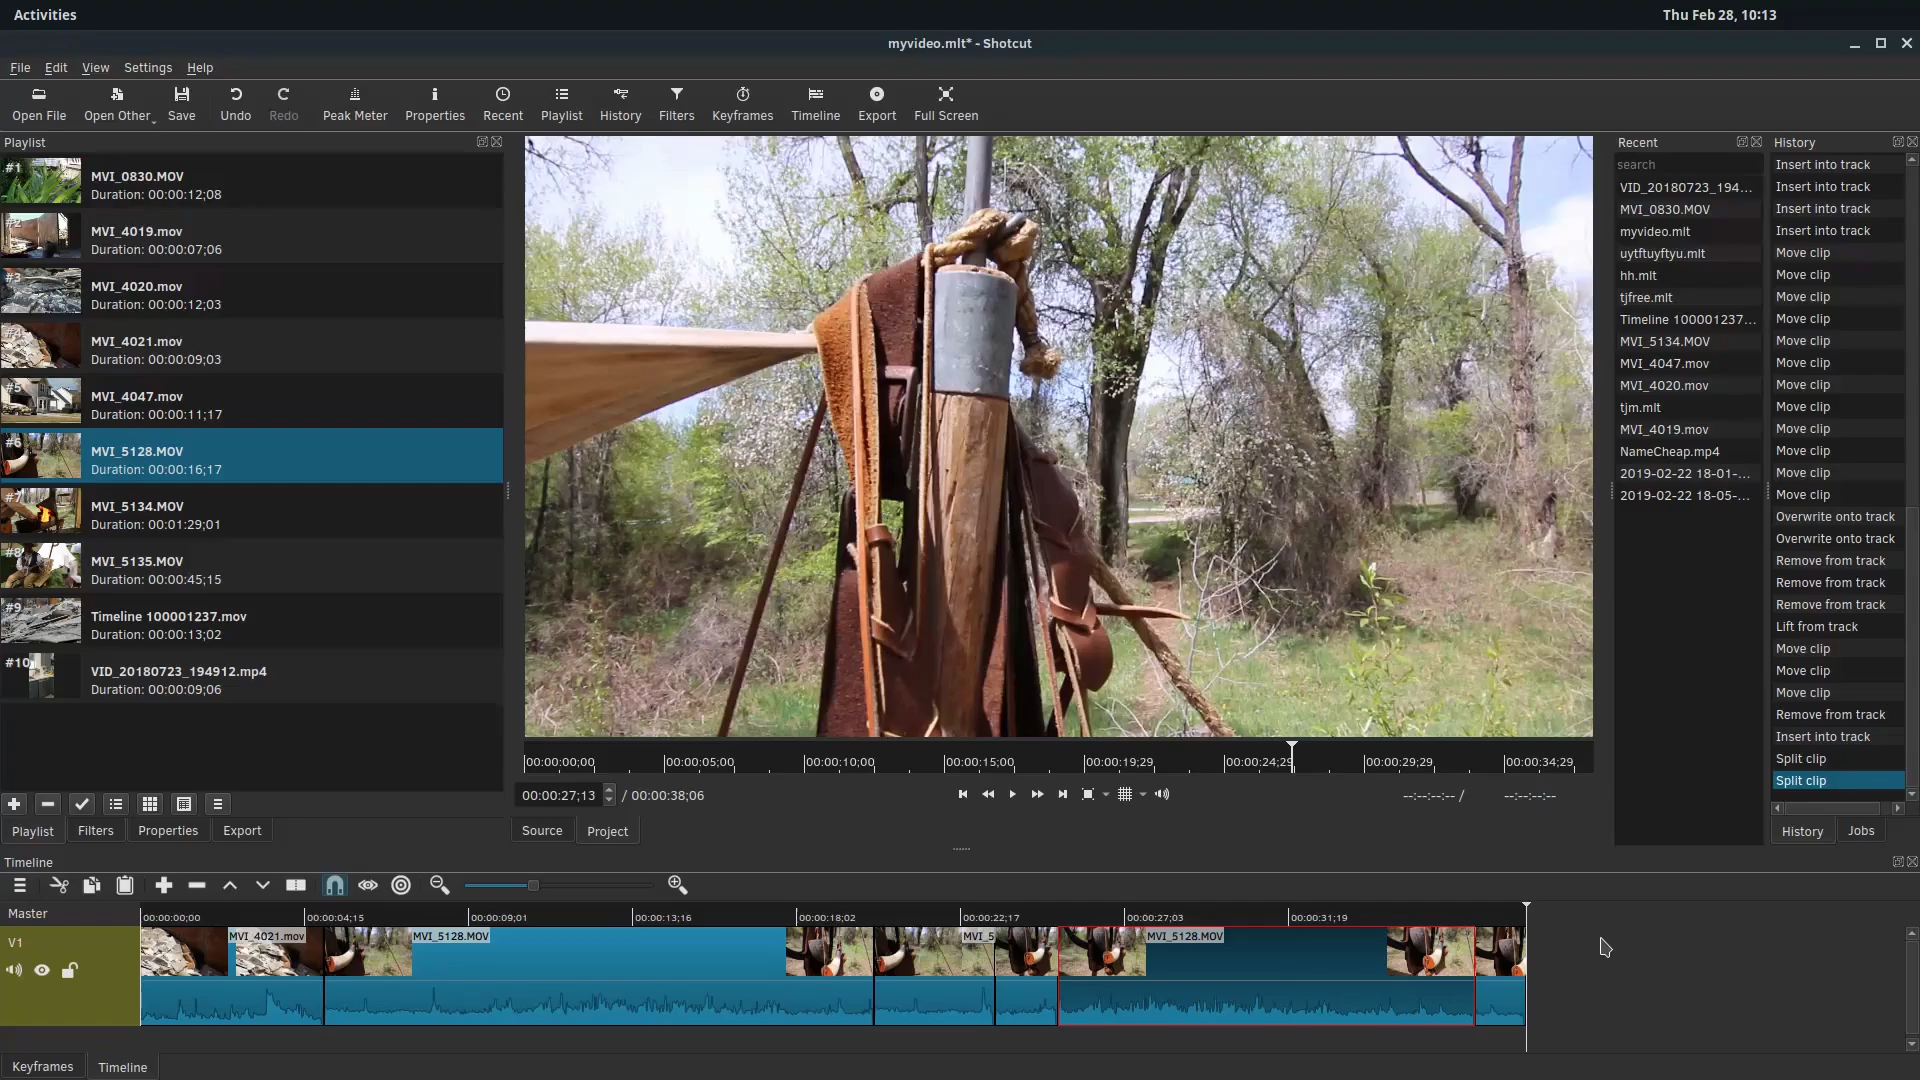 Activities
Thu Feb 28, 10:13
myvideo.mlt* - Shotcut
File Edit View Settings Help
Open File Open Other Save Undo Redo Peak Meter Properties Recent Playlist History Filters Keyframes Timeline Export Full Screen
Playlist
#1
MVI_0830.MOV
Duration: 00:00:12;08
#2
MVI_4019.mov
Duration: 00:00:07;06
#3
MVI_4020.mov
Duration: 00:00:12;03
#4
MVI_4021.mov
Duration: 00:00:09;03
#5
MVI_4047.mov
Duration: 00:00:11;17
#6
MVI_5128.MOV
Duration: 00:00:16;17
#7
MVI_5134.MOV
Duration: 00:01:29;01
#8
MVI_5135.MOV
Duration: 00:00:45;15
#9
Timeline 100001237.mov
Duration: 00:00:13;02
#10
VID_20180723_194912.mp4
Duration: 00:00:09;06
Playlist Filters Properties Export
00:00:00;00 00:00:05;00 00:00:10;00 00:00:15;00 00:00:19;29 00:00:24;29 00:00:29;29 00:00:34;29
00:00:27;13 / 00:00:38;06
--:--:--:-- / --:--:--:--
Source Project
Recent
search
VID_20180723_194...
MVI_0830.MOV
myvideo.mlt
uytftuyftyu.mlt
hh.mlt
tjfree.mlt
Timeline 100001237...
MVI_5134.MOV
MVI_4047.mov
MVI_4020.mov
tjm.mlt
MVI_4019.mov
NameCheap.mp4
2019-02-22 18-01-...
2019-02-22 18-05-...
History
Insert into track
Insert into track
Insert into track
Insert into track
Move clip
Move clip
Move clip
Move clip
Move clip
Move clip
Move clip
Move clip
Move clip
Move clip
Move clip
Move clip
Overwrite onto track
Overwrite onto track
Remove from track
Remove from track
Remove from track
Lift from track
Move clip
Move clip
Move clip
Remove from track
Insert into track
Split clip
Split clip
History Jobs
Timeline
Master
00:00:00;00 00:00:04;15 00:00:09;01 00:00:13;16 00:00:18;02 00:00:22;17 00:00:27;03 00:00:31;19
V1
MVI_4021.mov MVI_5128.MOV MVI_5 MVI_5128.MOV
Keyframes Timeline